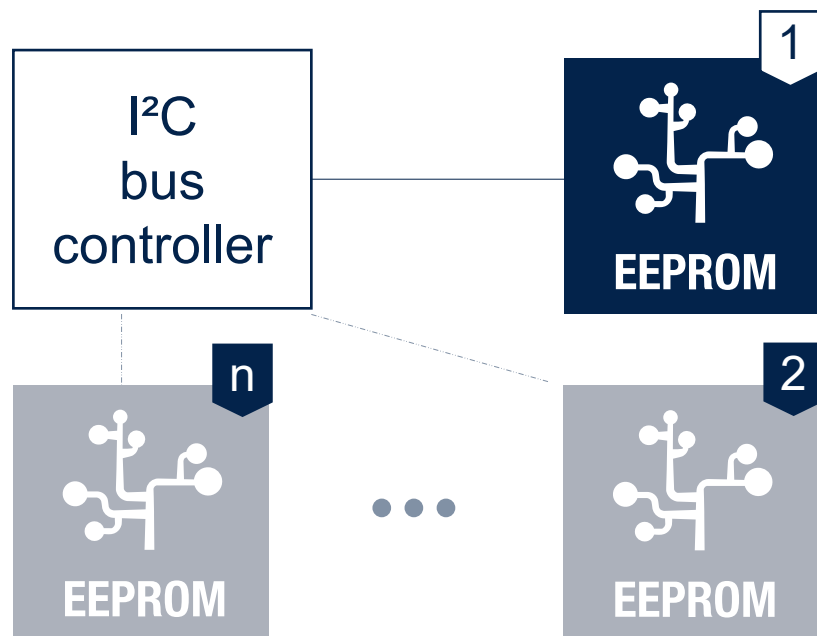 I²C
bus
controller
1
EEPROM
n
EEPROM
2
EEPROM